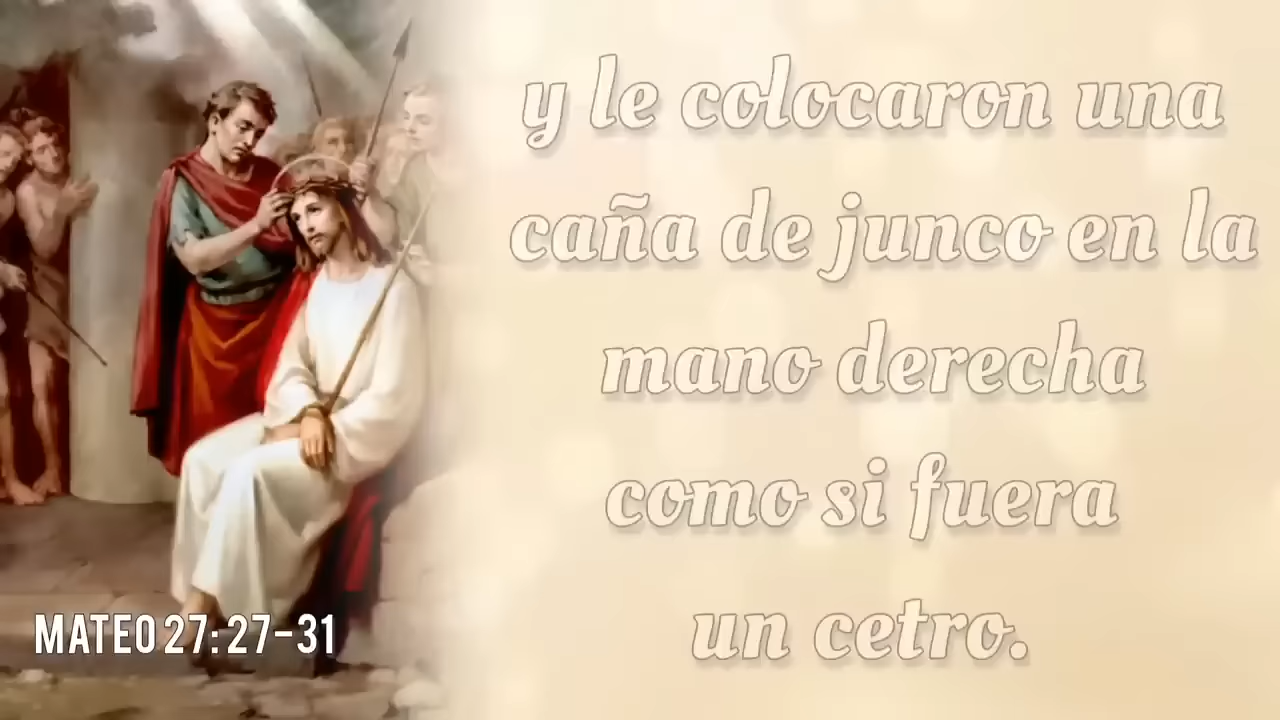 y le colocaron una
caña de junco en la
mano derecha
como si fuera
un cetro.
MATEO 27:27-31